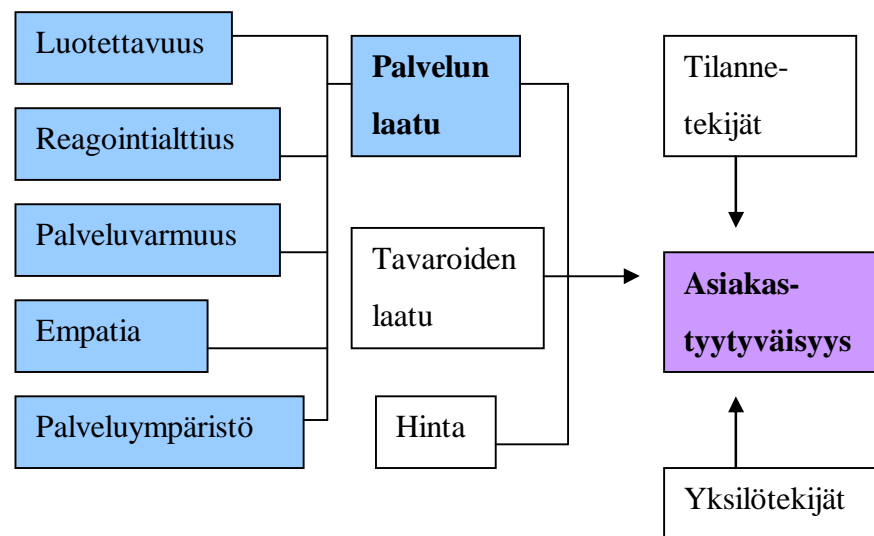 Luotettavuus
Reagointialttius
Palveluvarmuus
Empatia
Palveluympäristö
Palvelun
laatu
Tavaroiden
laatu
Hinta
Tilanne-
tekijät
Asiakas-
tyytyväisyys
Yksilötekijät